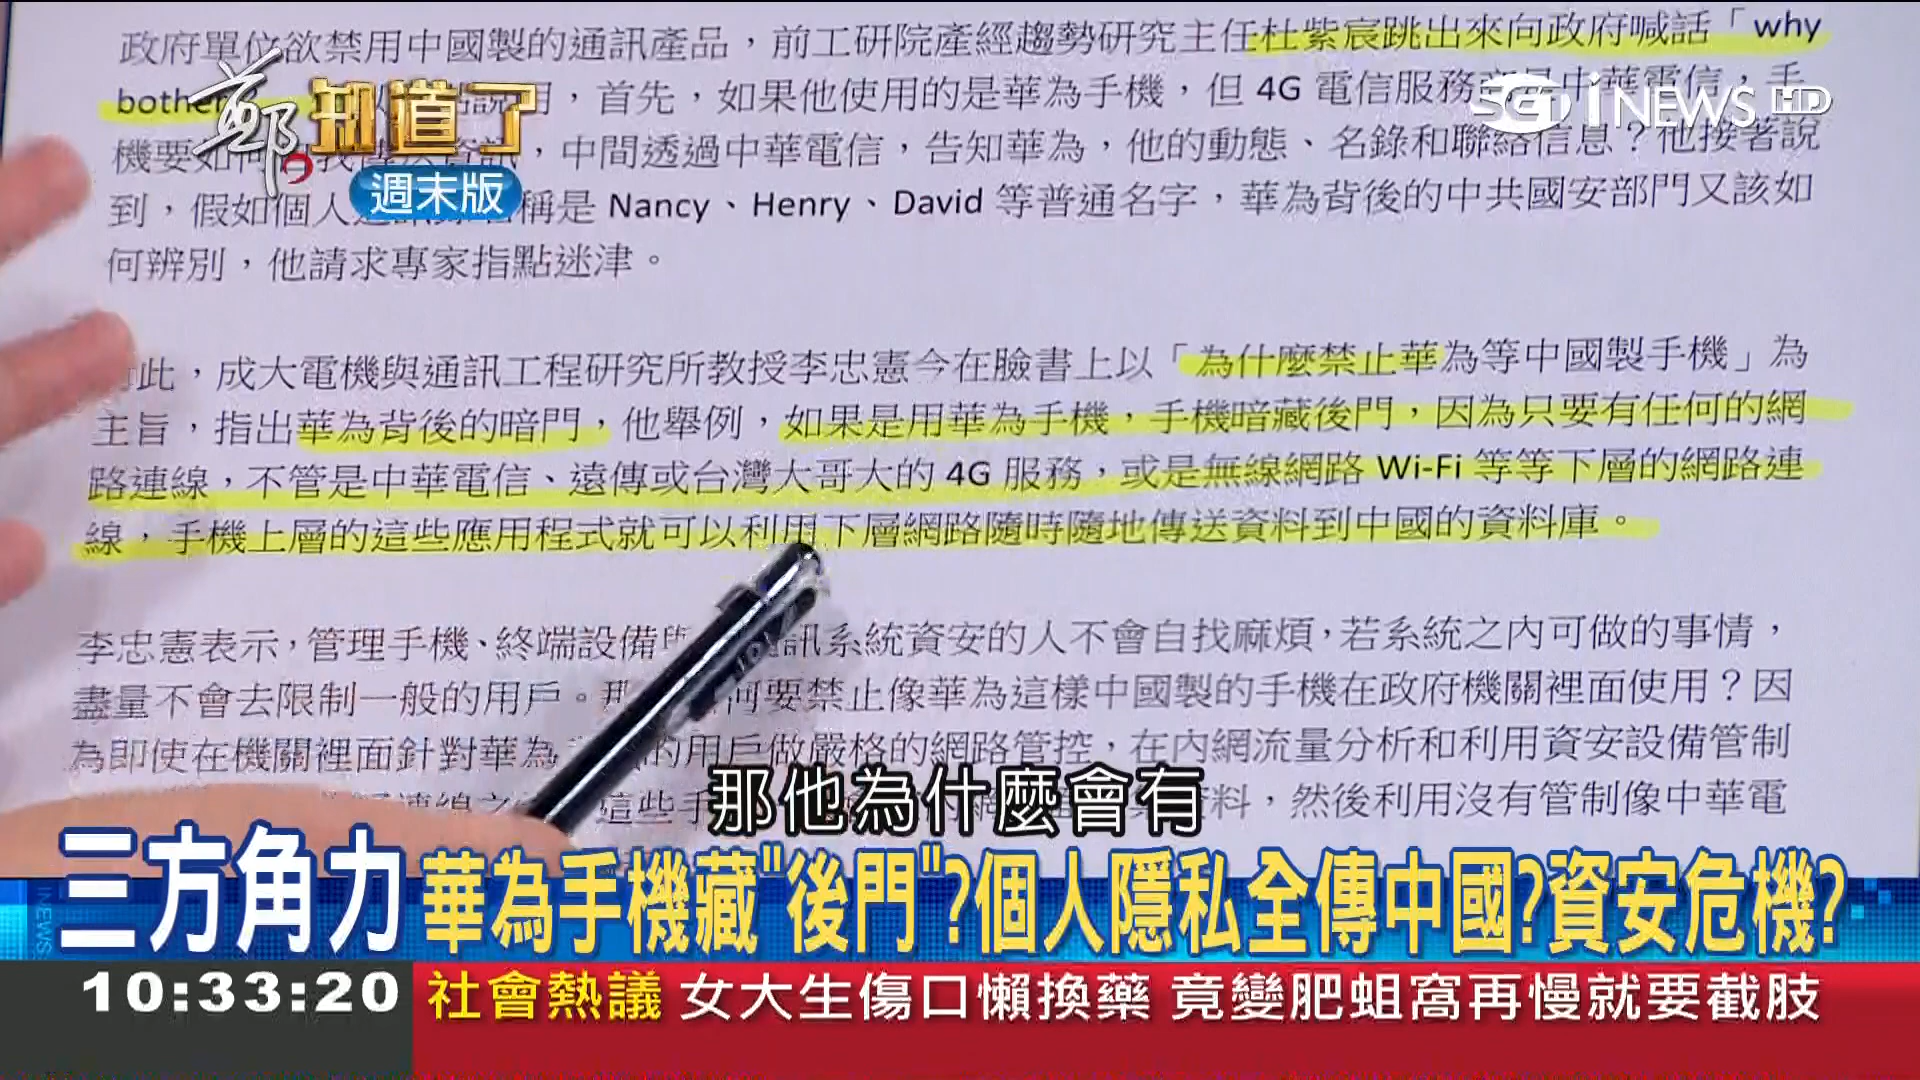 政府單位欲禁用中國製的通訊產品，前工研院產經趨勢研究主任杜紫宸跳出來向政府喊話「why
bother 說明，首先，如果他使用的是華為手機，但 4G 電信服務商是中華電信，手
機要如何 ，中間透過中華電信，告知華為，他的動態、名錄和聯絡信息？他接著說
到，假如個人 稱是 Nancy、Henry、David 等普通名字，華為背後的中共國安部門又該如
何辨別，他請求專家指點迷津。
鄭知道了
週末版
SET iNEWS HD
此，成大電機與通訊工程研究所教授李忠憲今在臉書上以「為什麼禁止華為等中國製手機」為
主旨，指出華為背後的暗門，他舉例，如果是用華為手機，手機暗藏後門，因為只要有任何的網
路連線，不管是中華電信、遠傳或台灣大哥大的 4G 服務，或是無線網路 Wi-Fi 等等下層的網路連
線，手機上層的這些應用程式就可以利用下層網路隨時隨地傳送資料到中國的資料庫。
李忠憲表示，管理手機、終端設備 訊系統資安的人不會自找麻煩，若系統之內可做的事情，
盡量不會去限制一般的用戶。 何要禁止像華為這樣中國製的手機在政府機關裡面使用？因
為即使在機關裡面針對華為 的用戶做嚴格的網路管控，在內網流量分析和利用資安設備管制
連線之 這些手 資料，然後利用沒有管制像中華電
那他為什麼會有
三方角力 華為手機藏"後門"?個人隱私全傳中國?資安危機?
NEWS
10:33:20 社會熱議 女大生傷口懶換藥 竟變肥蛆窩再慢就要截肢